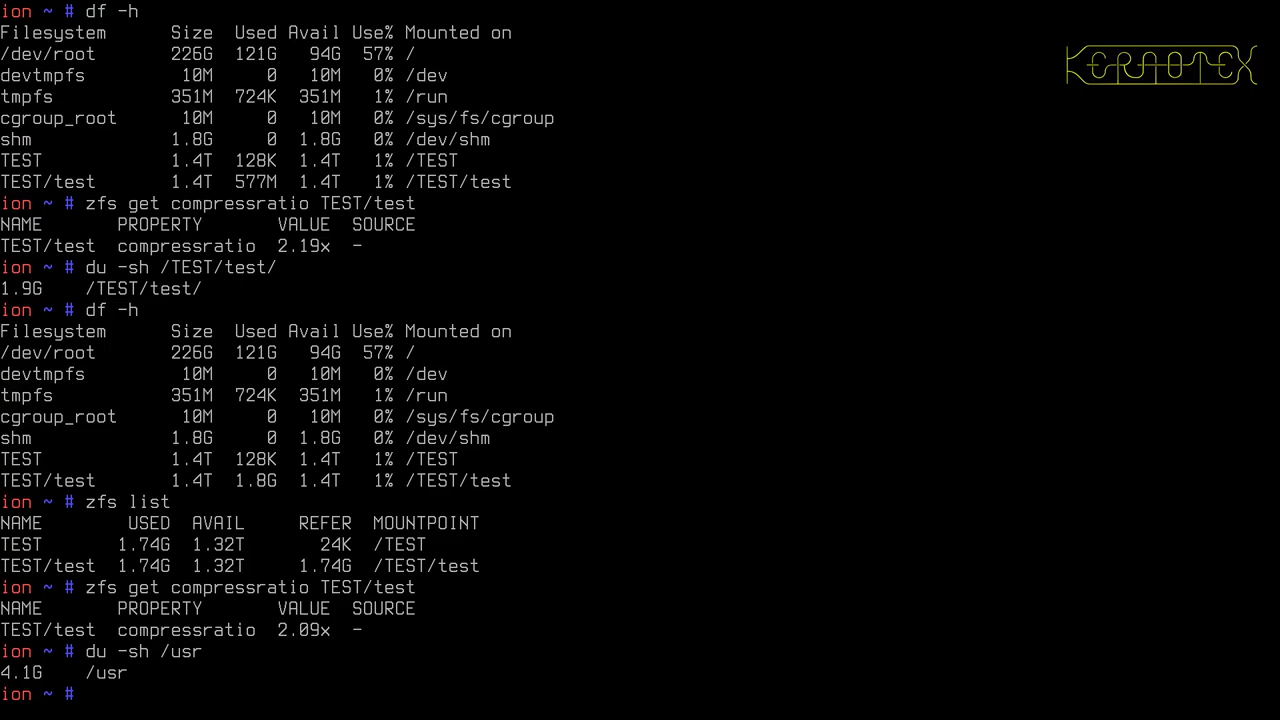 ion ~ # df -h
Filesystem      Size  Used Avail Use% Mounted on
/dev/root       226G  121G   94G  57% /
devtmpfs         10M     0   10M   0% /dev
tmpfs           351M  724K  351M   1% /run
cgroup_root      10M     0   10M   0% /sys/fs/cgroup
shm             1.8G     0  1.8G   0% /dev/shm
TEST            1.4T  128K  1.4T   1% /TEST
TEST/test       1.4T  577M  1.4T   1% /TEST/test
ion ~ # zfs get compressratio TEST/test
NAME       PROPERTY       VALUE  SOURCE
TEST/test  compressratio  2.19x  -
ion ~ # du -sh /TEST/test/
1.9G    /TEST/test/
ion ~ # df -h
Filesystem      Size  Used Avail Use% Mounted on
/dev/root       226G  121G   94G  57% /
devtmpfs         10M     0   10M   0% /dev
tmpfs           351M  724K  351M   1% /run
cgroup_root      10M     0   10M   0% /sys/fs/cgroup
shm             1.8G     0  1.8G   0% /dev/shm
TEST            1.4T  128K  1.4T   1% /TEST
TEST/test       1.4T  1.8G  1.4T   1% /TEST/test
ion ~ # zfs list
NAME        USED  AVAIL     REFER  MOUNTPOINT
TEST       1.74G  1.32T       24K  /TEST
TEST/test  1.74G  1.32T     1.74G  /TEST/test
ion ~ # zfs get compressratio TEST/test
NAME       PROPERTY       VALUE  SOURCE
TEST/test  compressratio  2.09x  -
ion ~ # du -sh /usr
4.1G    /usr
ion ~ #